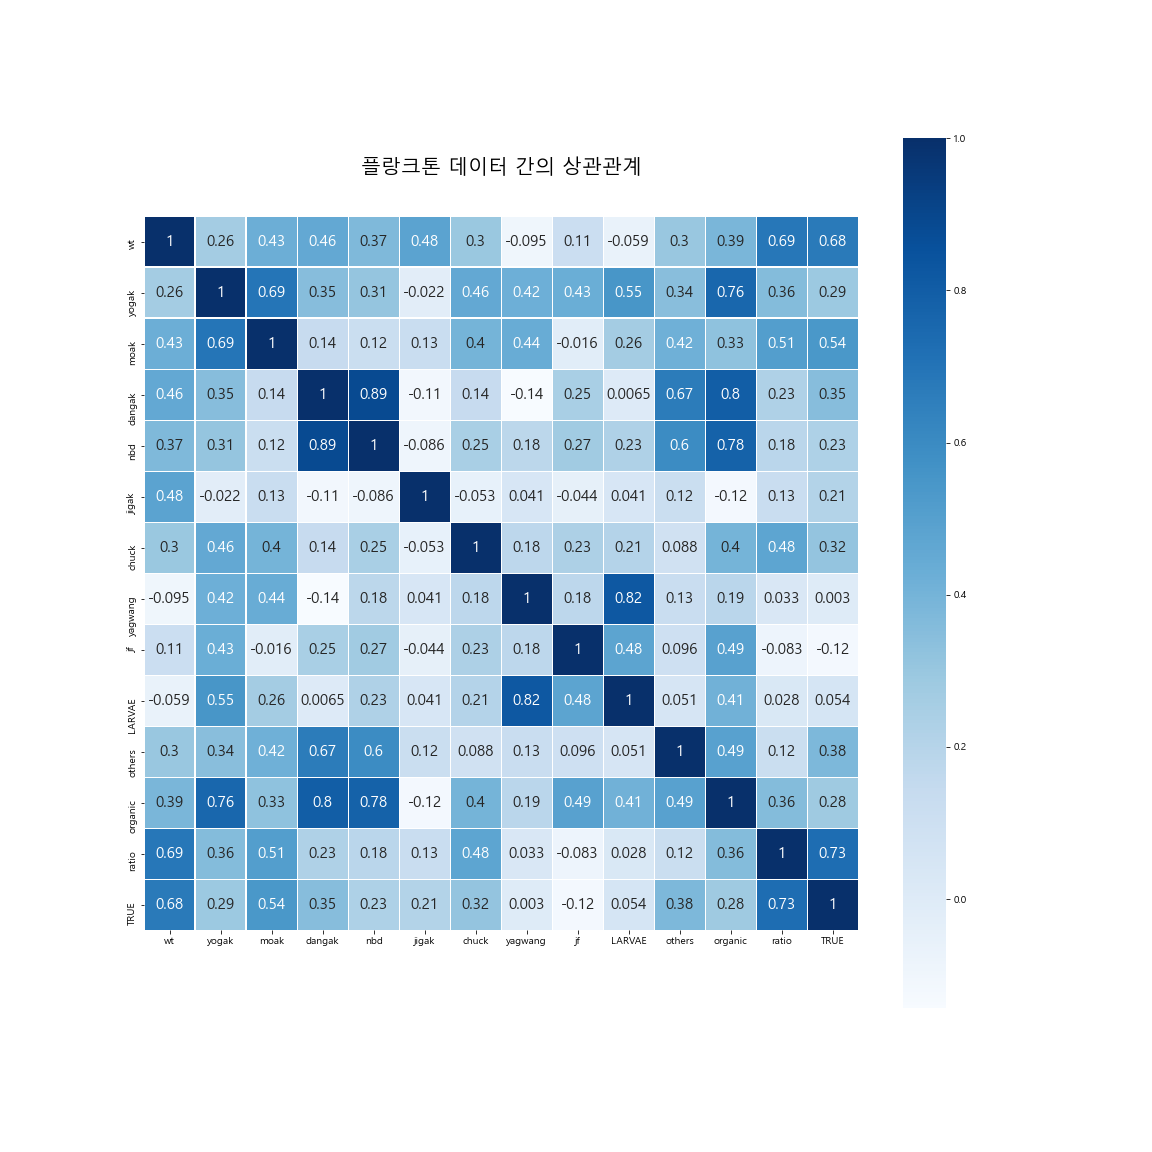 플랑크톤 데이터 간의 상관관계
1.0
wt 1 0.26 0.43 0.46 0.37 0.48 0.3 -0.095 0.11 -0.059 0.3 0.39 0.69 0.68
yogak 0.26 1 0.69 0.35 0.31 -0.022 0.46 0.42 0.43 0.55 0.34 0.76 0.36 0.29
0.8
moak 0.43 0.69 1 0.14 0.12 0.13 0.4 0.44 -0.016 0.26 0.42 0.33 0.51 0.54
dangak 0.46 0.35 0.14 1 0.89 -0.11 0.14 -0.14 0.25 0.0065 0.67 0.8 0.23 0.35
nbd 0.37 0.31 0.12 0.89 1 -0.086 0.25 0.18 0.27 0.23 0.6 0.78 0.18 0.23
0.6
jigak 0.48 -0.022 0.13 -0.11 -0.086 1 -0.053 0.041 -0.044 0.041 0.12 -0.12 0.13 0.21
chuck 0.3 0.46 0.4 0.14 0.25 -0.053 1 0.18 0.23 0.21 0.088 0.4 0.48 0.32
yagwang -0.095 0.42 0.44 -0.14 0.18 0.041 0.18 1 0.18 0.82 0.13 0.19 0.033 0.003
0.4
jf 0.11 0.43 -0.016 0.25 0.27 -0.044 0.23 0.18 1 0.48 0.096 0.49 -0.083 -0.12
LARVAE -0.059 0.55 0.26 0.0065 0.23 0.041 0.21 0.82 0.48 1 0.051 0.41 0.028 0.054
0.2
others 0.3 0.34 0.42 0.67 0.6 0.12 0.088 0.13 0.096 0.051 1 0.49 0.12 0.38
organic 0.39 0.76 0.33 0.8 0.78 -0.12 0.4 0.19 0.49 0.41 0.49 1 0.36 0.28
ratio 0.69 0.36 0.51 0.23 0.18 0.13 0.48 0.033 -0.083 0.028 0.12 0.36 1 0.73
0.0
TRUE 0.68 0.29 0.54 0.35 0.23 0.21 0.32 0.003 -0.12 0.054 0.38 0.28 0.73 1
wt yogak moak dangak nbd jigak chuck yagwang jf LARVAE others organic ratio TRUE